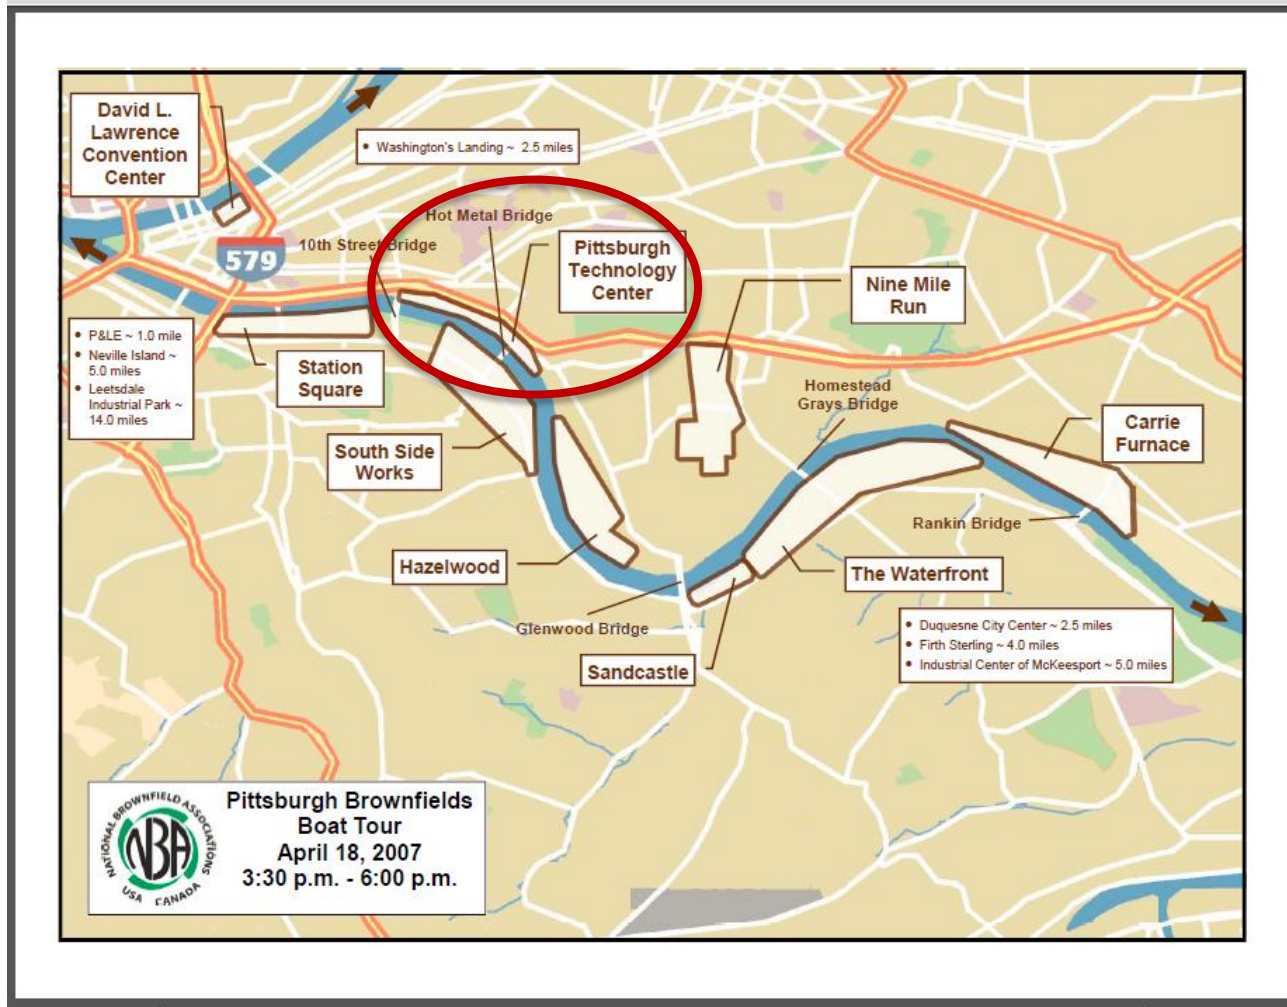 David L.
Lawrence
Convention
Center
• Washington's Landing ~ 2.5 miles
Hot Metal Bridge
10th Street Bridge
579
Pittsburgh
Technology
Center
Nine Mile
Run
• P&LE ~ 1.0 mile
• Neville Island ~
5.0 miles
• Leetsdale
Industrial Park ~
14.0 miles
Station
Square
Homestead
Grays Bridge
Carrie
Furnace
South Side
Works
Rankin Bridge
Hazelwood
The Waterfront
Glenwood Bridge
• Duquesne City Center ~ 2.5 miles
• Firth Sterling ~ 4.0 miles
• Industrial Center of McKeesport ~ 5.0 miles
Sandcastle
NATIONAL BROWNFIELD ASSOCIATIONS
NBA
USA CANADA
Pittsburgh Brownfields
Boat Tour
April 18, 2007
3:30 p.m. - 6:00 p.m.